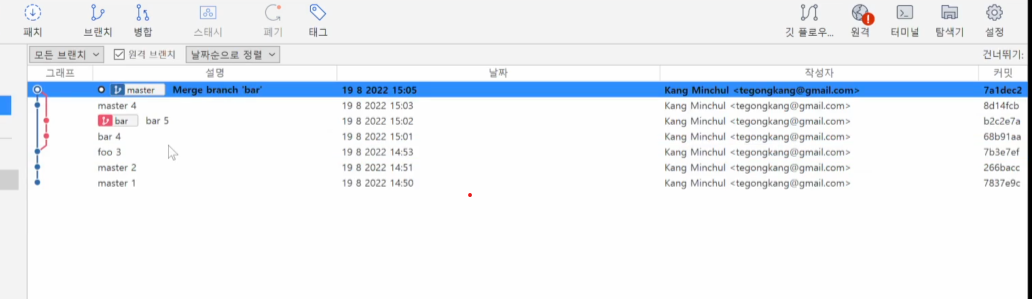 패치 브랜치 병합 스태시 폐기 태그 깃 플로우... 원격 터미널 탐색기 설정
모든 브랜치 원격 브랜치 날짜순으로 정렬 건너뛰기:
그래프 설명 날짜 작성자 커밋
master Merge branch 'bar' 19 8 2022 15:05 Kang Minchul <tegongkang@gmail.com> 7a1dec2
master 4 19 8 2022 15:03 Kang Minchul <tegongkang@gmail.com> 8d14fcb
bar bar 5 19 8 2022 15:02 Kang Minchul <tegongkang@gmail.com> b2c2e7a
bar 4 19 8 2022 15:01 Kang Minchul <tegongkang@gmail.com> 68b91aa
foo 3 19 8 2022 14:53 Kang Minchul <tegongkang@gmail.com> 7b3e7ef
master 2 19 8 2022 14:51 Kang Minchul <tegongkang@gmail.com> 266bacc
master 1 19 8 2022 14:50 Kang Minchul <tegongkang@gmail.com> 7837e9c